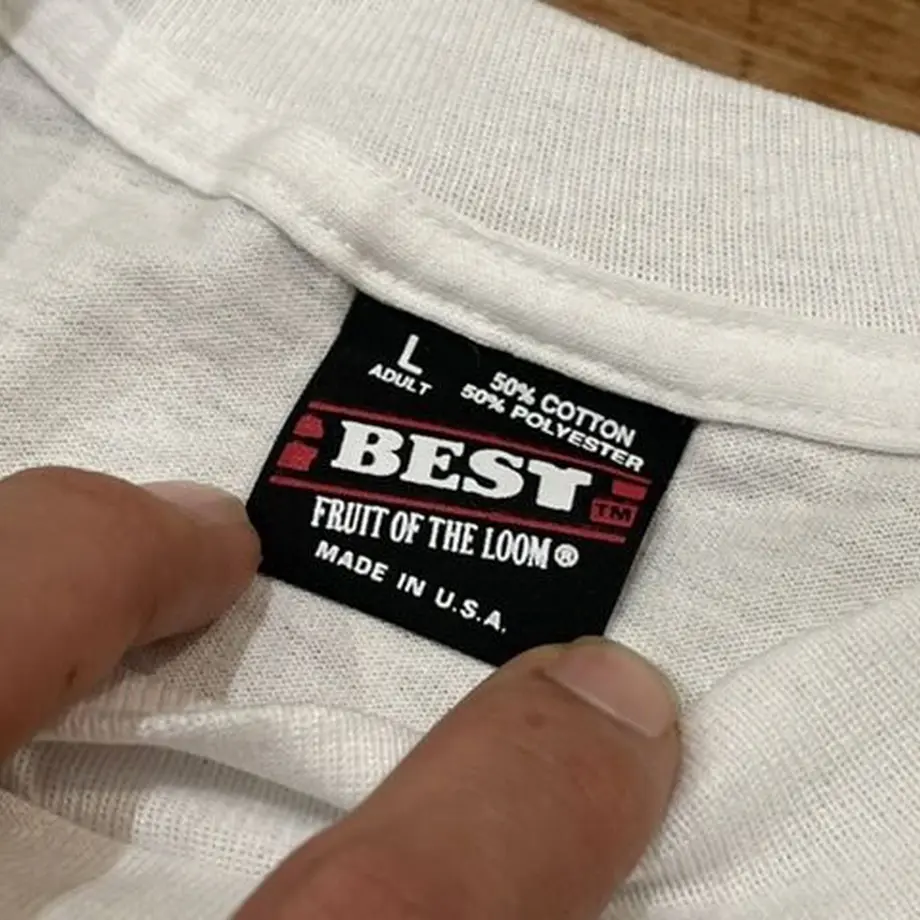 L
ADULT
50% COTTON
50% POLYESTER
BEST
TM
FRUIT OF THE LOOM®
MADE IN U.S.A.